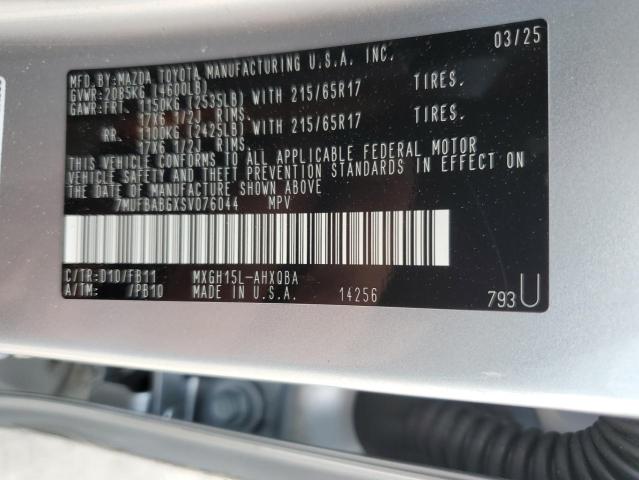 MFD.BY:MAZDA TOYOTA MANUFACTURING U.S.A. INC. 03/25
GVWR:2085KG (4600LB)
GAWR:FRT. 1150KG (2535LB) WITH 215/65R17 TIRES.
17X6 1/2J RIMS.
RR. 1100KG (2425LB) WITH 215/65R17 TIRES.
17X6 1/2J RIMS.
THIS VEHICLE CONFORMS TO ALL APPLICABLE FEDERAL MOTOR
VEHICLE SAFETY AND THEFT PREVENTION STANDARDS IN EFFECT ON
THE DATE OF MANUFACTURE SHOWN ABOVE
7MUFBABGXSV076044 MPV
C/TR:D10/FB11 MXGH15L-AHXQBA
A/TM: /PB10 MADE IN U.S.A. 14256 793U